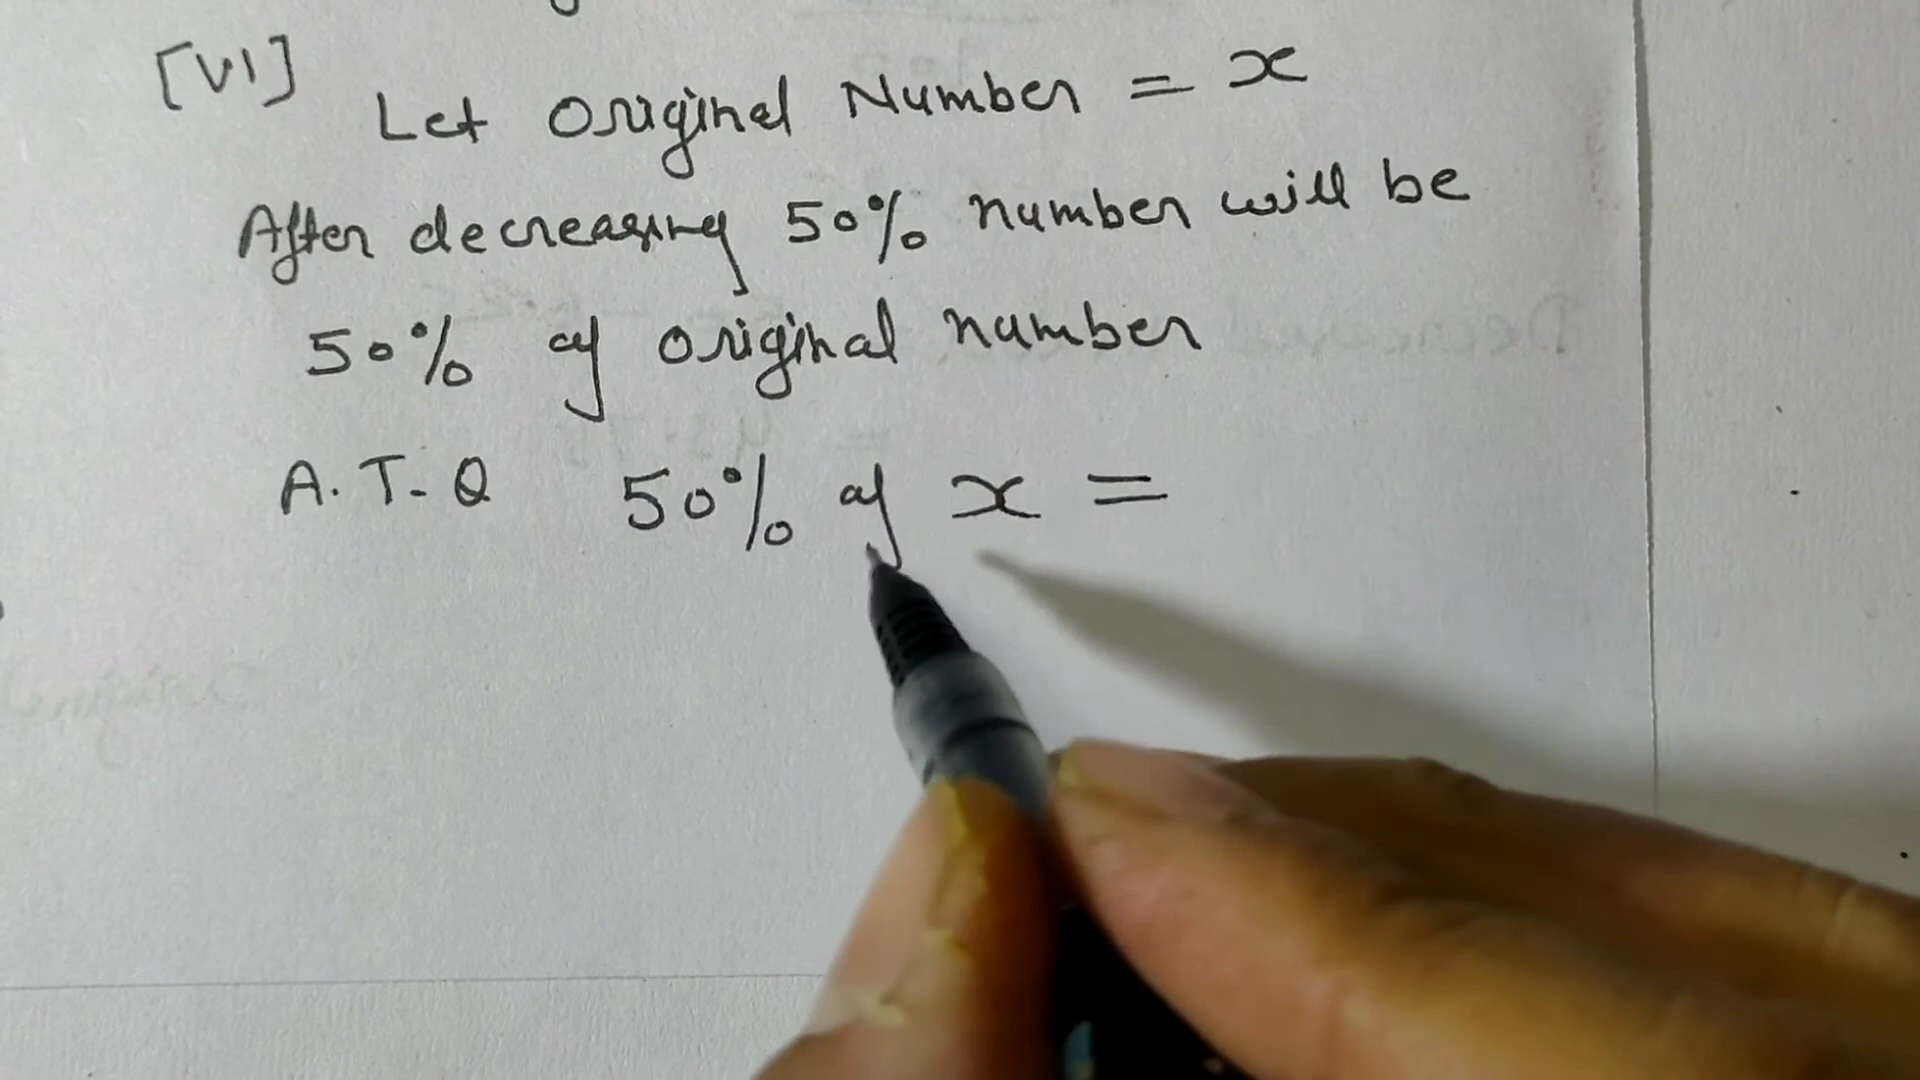 [VI] Let Original Number = x
After decreasing 50% number will be
50% of original number
A.T-Q 50% of x =